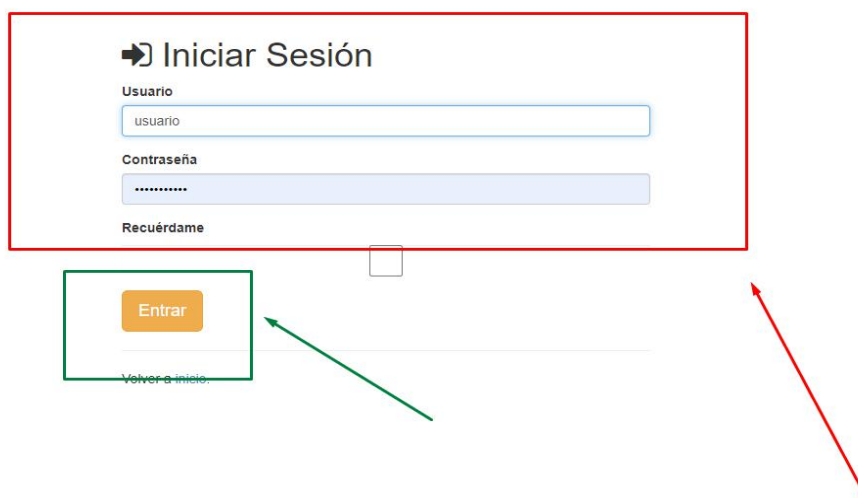 Iniciar Sesión
Usuario
usuario
Contraseña
•••••••••••
Recuérdame
Entrar
Volver a inicio.